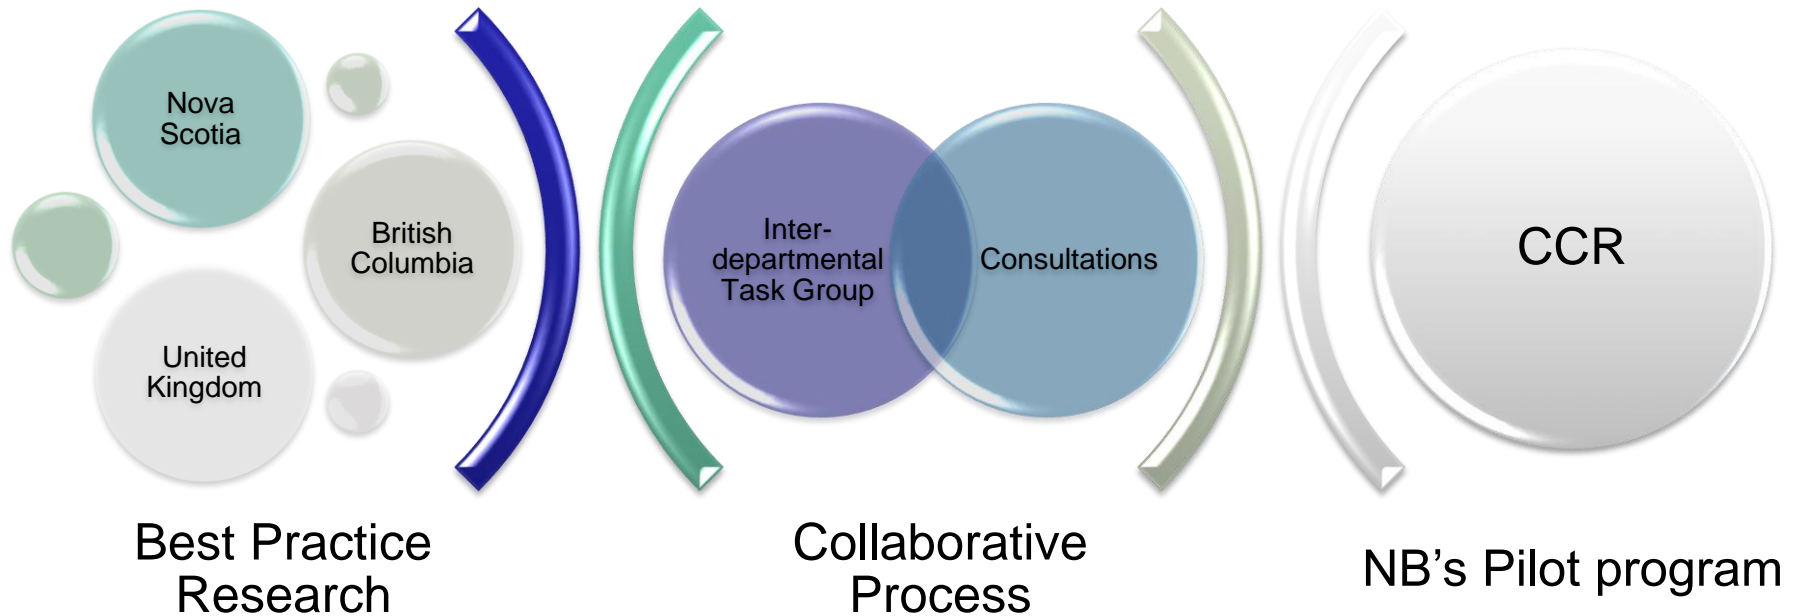 Nova
Scotia
British
Columbia
United
Kingdom
Best Practice
Research
Inter-
departmental
Task Group
Consultations
Collaborative
Process
CCR
NB’s Pilot program